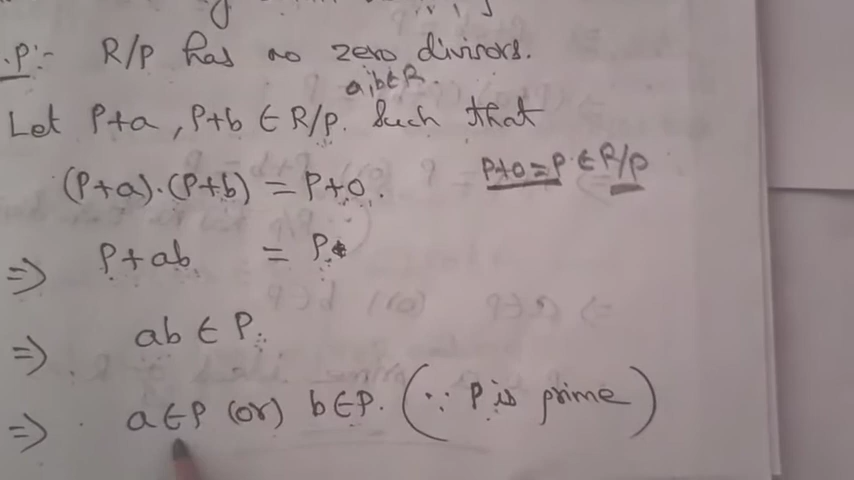 .P:- R/P has no zero divisors.
a,b∈R.
Let P+a, P+b ∈ R/P. Such that
(P+a).(P+b) = P+0. P+0=P ∈ R/P
⇒ P+ab = P.
⇒ ab ∈ P.
⇒ a∈P (or) b∈P. (∵ P is prime)